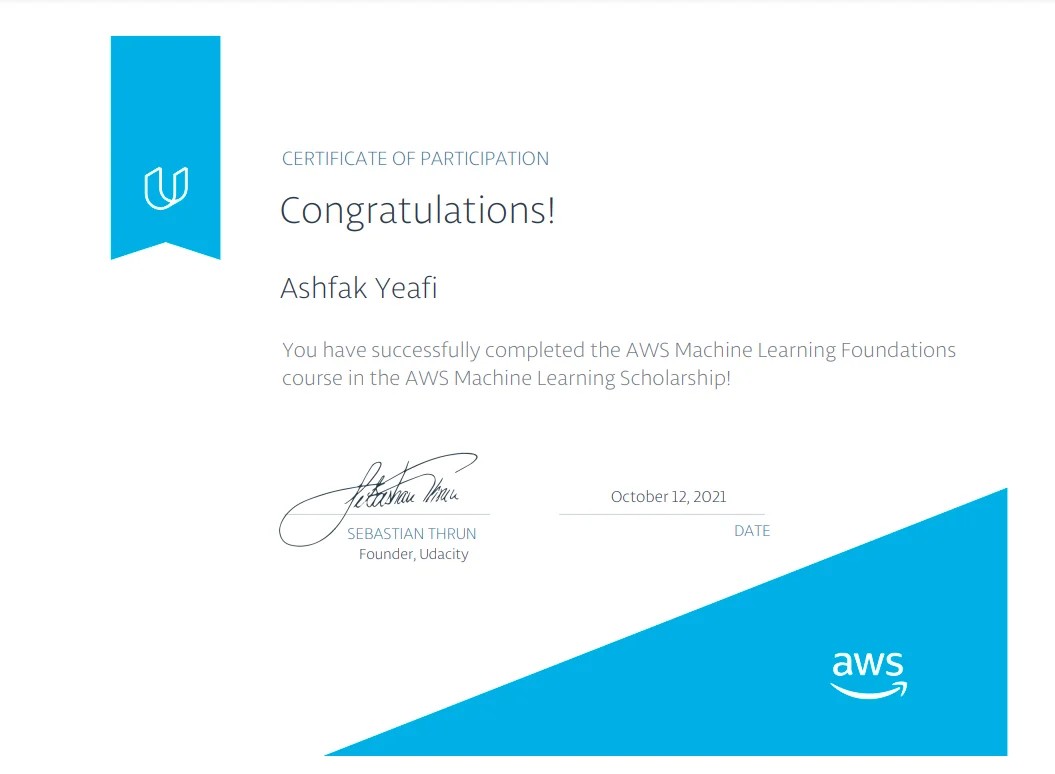 CERTIFICATE OF PARTICIPATION
Congratulations!
Ashfak Yeafi
You have successfully completed the AWS Machine Learning Foundations
course in the AWS Machine Learning Scholarship!
Sebastian Thrun
October 12, 2021
SEBASTIAN THRUN
DATE
Founder, Udacity
aws